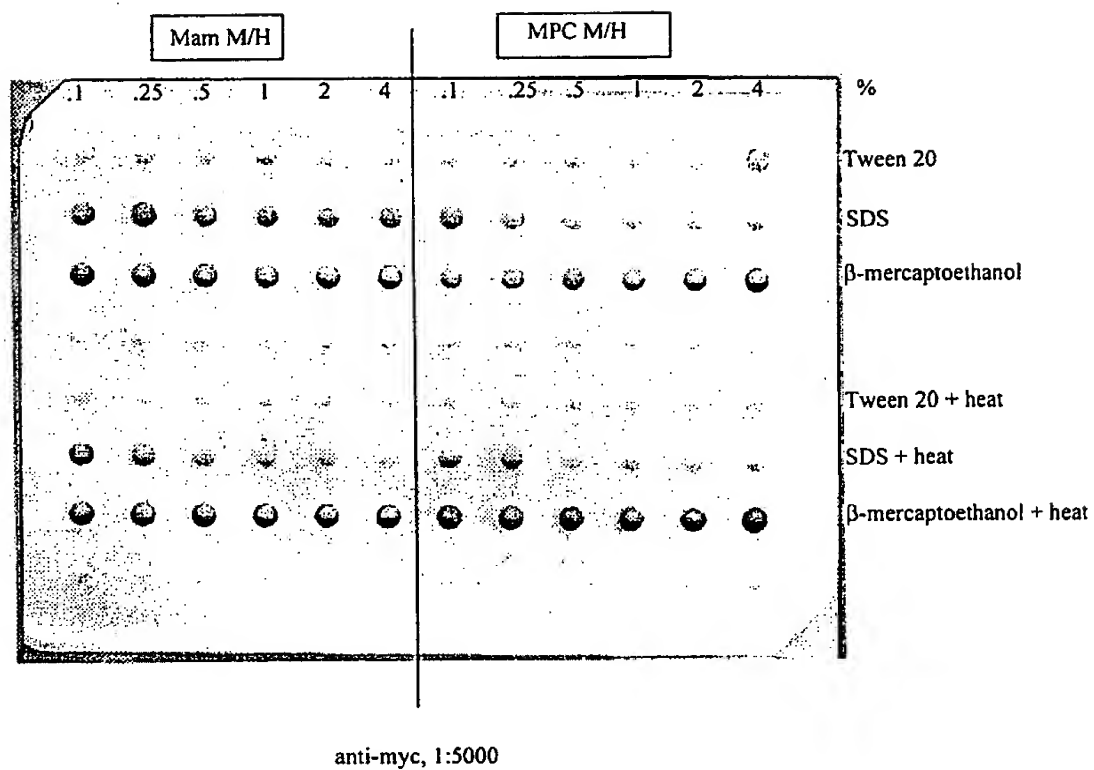 Mam M/H
MPC M/H
.1 .25 .5 1 2 4 .1 .25 .5 1 2 4 %
Tween 20
SDS
β-mercaptoethanol
Tween 20 + heat
SDS + heat
β-mercaptoethanol + heat
anti-myc, 1:5000